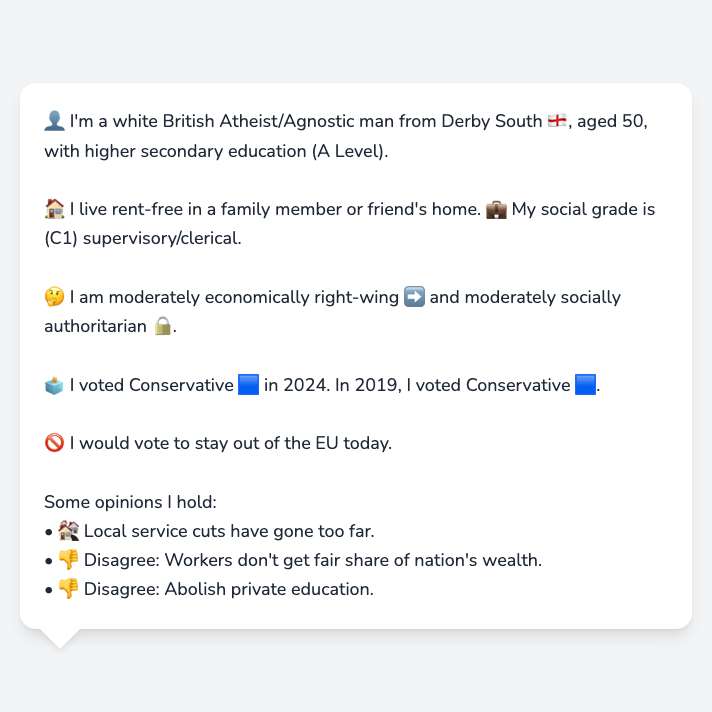 👤 I'm a white British Atheist/Agnostic man from Derby South 🏴󠁧󠁢󠁥󠁮󠁧󠁿, aged 50,
with higher secondary education (A Level).
🏠 I live rent-free in a family member or friend's home. 💼 My social grade is
(C1) supervisory/clerical.
🤔 I am moderately economically right-wing ➡️ and moderately socially
authoritarian 🔒.
🗳️ I voted Conservative 🟦 in 2024. In 2019, I voted Conservative 🟦.
🚫 I would vote to stay out of the EU today.
Some opinions I hold:
• 🏚️ Local service cuts have gone too far.
• 👎 Disagree: Workers don't get fair share of nation's wealth.
• 👎 Disagree: Abolish private education.